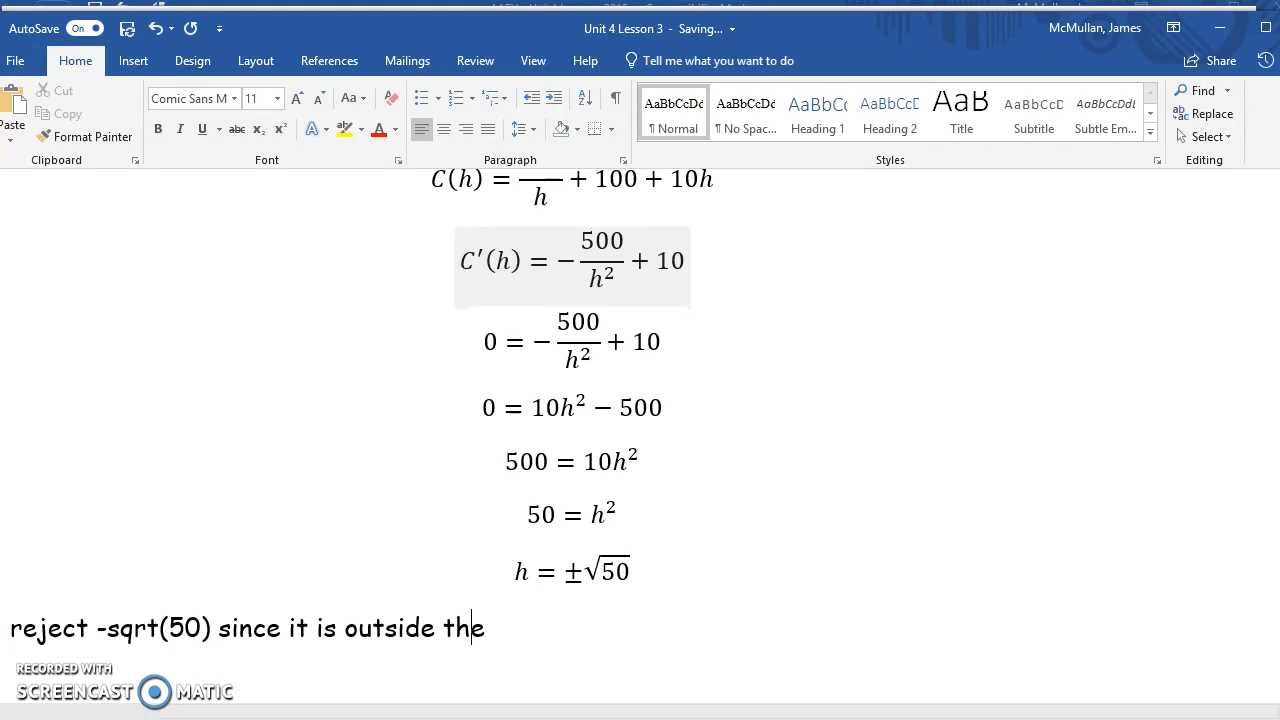 AutoSave On Unit 4 Lesson 3 - Saving... McMullan, James
File Home Insert Design Layout References Mailings Review View Help Tell me what you want to do Share
Paste Cut Copy Format Painter Clipboard
Comic Sans M 11 Aa A A B I U abc x₂ x² A A Font
Paragraph
AaBbCcDc ¶ Normal AaBbCcDc ¶ No Spac... AaBbCc Heading 1 AaBbCcD Heading 2 AaB Title AaBbCcD Subtitle AaBbCcDd Subtle Em... Styles
Find Replace Select Editing
C(h) = /h + 100 + 10h
C′(h) = −500/h² + 10
0 = −500/h² + 10
0 = 10h² − 500
500 = 10h²
50 = h²
h = ±√50
reject -sqrt(50) since it is outside the
RECORDED WITH
SCREENCAST MATIC